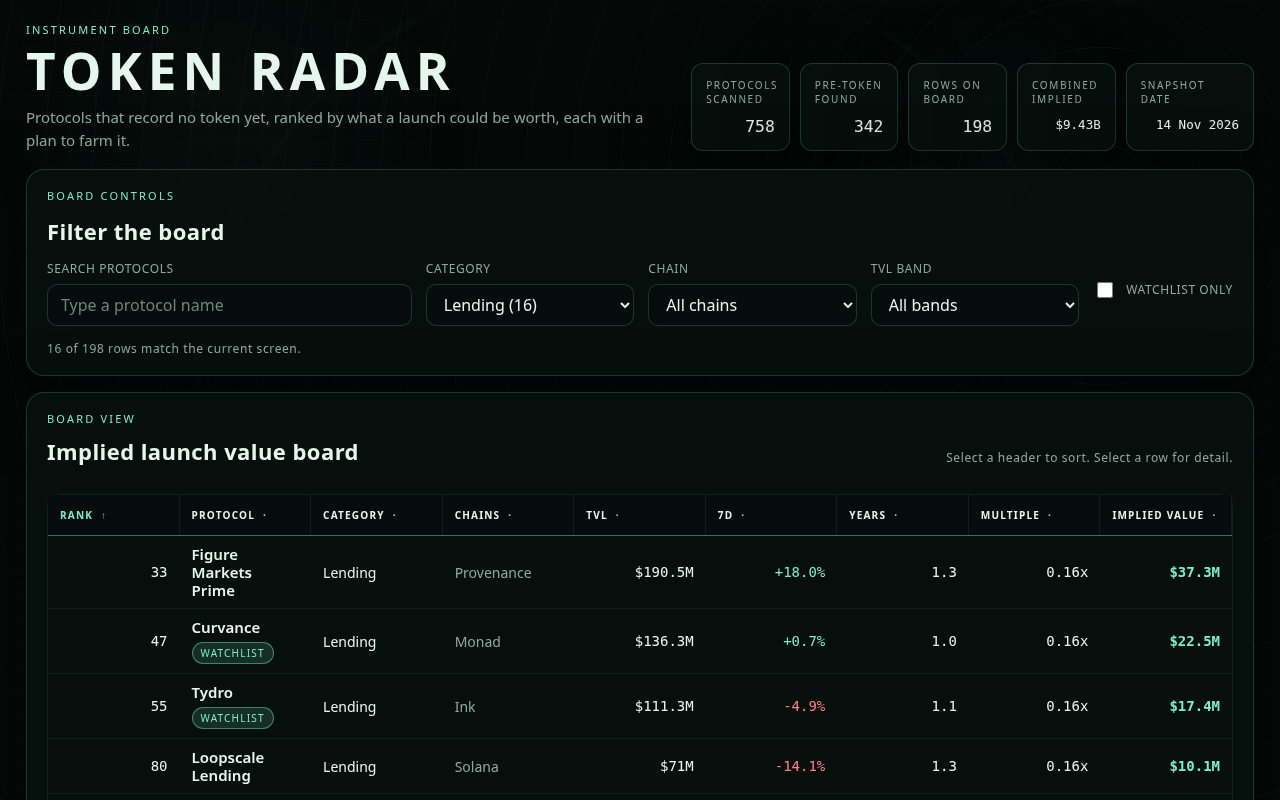 INSTRUMENT BOARD
TOKEN RADAR
Protocols that record no token yet, ranked by what a launch could be worth, each with a
plan to farm it.
PROTOCOLS SCANNED
758
PRE-TOKEN FOUND
342
ROWS ON BOARD
198
COMBINED IMPLIED
$9.43B
SNAPSHOT DATE
14 Nov 2026
BOARD CONTROLS
Filter the board
SEARCH PROTOCOLS
Type a protocol name
CATEGORY
Lending (16)
CHAIN
All chains
TVL BAND
All bands
WATCHLIST ONLY
16 of 198 rows match the current screen.
BOARD VIEW
Implied launch value board
Select a header to sort. Select a row for detail.
RANK ↑ PROTOCOL · CATEGORY · CHAINS · TVL · 7D · YEARS · MULTIPLE · IMPLIED VALUE ·
33 Figure Markets Prime Lending Provenance $190.5M +18.0% 1.3 0.16x $37.3M
47 Curvance WATCHLIST Lending Monad $136.3M +0.7% 1.0 0.16x $22.5M
55 Tydro WATCHLIST Lending Ink $111.3M -4.9% 1.1 0.16x $17.4M
80 Loopscale Lending Lending Solana $71M -14.1% 1.3 0.16x $10.1M